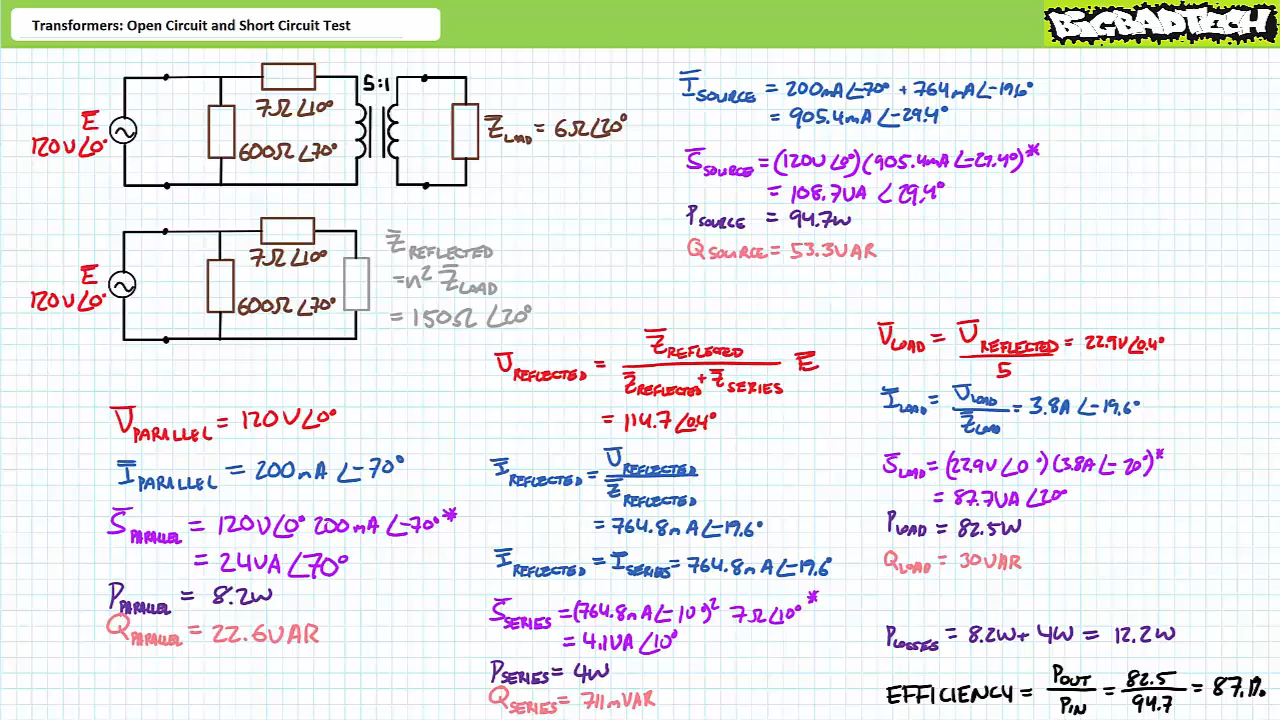 Transformers: Open Circuit and Short Circuit Test
BIGBADTECH
E̅
120V∠0°
7Ω∠10°
600Ω∠70°
5:1
Z̅LOAD = 6Ω∠20°
E̅
120V∠0°
7Ω∠10°
600Ω∠70°
Z̅REFLECTED
=n² Z̅LOAD
= 150Ω∠20°
V̅PARALLEL = 120V∠0°
I̅PARALLEL = 200mA∠-70°
S̅PARALLEL = 120V∠0° 200mA∠-70°*
= 24VA∠70°
PPARALLEL = 8.2W
QPARALLEL = 22.6VAR
V̅REFLECTED = Z̅REFLECTED / Z̅REFLECTED + Z̅SERIES E̅
= 114.7∠0.4°
I̅REFLECTED = V̅REFLECTED / Z̅REFLECTED
= 764.8mA∠-19.6°
I̅REFLECTED = I̅SERIES = 764.8mA∠-19.6°
S̅SERIES = (764.8mA∠-10°)² 7Ω∠10°*
= 4.1VA∠10°
PSERIES = 4W
QSERIES = 711mVAR
I̅SOURCE = 200mA∠-70° + 764mA∠-19.6°
= 905.4mA∠-29.4°
S̅SOURCE = (120V∠0°)(905.4mA∠-29.4°)*
= 108.7VA∠29.4°
PSOURCE = 94.7W
QSOURCE = 53.3VAR
V̅LOAD = V̅REFLECTED / 5 = 22.9V∠0.4°
I̅LOAD = V̅LOAD / Z̅LOAD = 3.8A∠-19.6°
S̅LOAD = (22.9V∠0°)(3.8A∠-20°)*
= 87.7VA∠20°
PLOAD = 82.5W
QLOAD = 30VAR
PLOSSES = 8.2W + 4W = 12.2W
EFFICIENCY = POUT / PIN = 82.5 / 94.7 = 87.1%